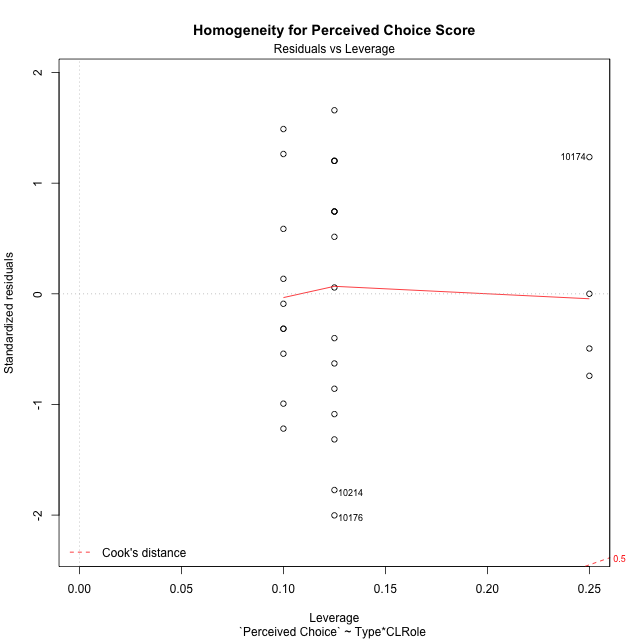 Homogeneity for Perceived Choice Score
Residuals vs Leverage
Standardized residuals
2
1
0
-1
-2
10174
10214
10176
Cook's distance
0.5
0.00 0.05 0.10 0.15 0.20 0.25
Leverage
`Perceived Choice` ~ Type*CLRole